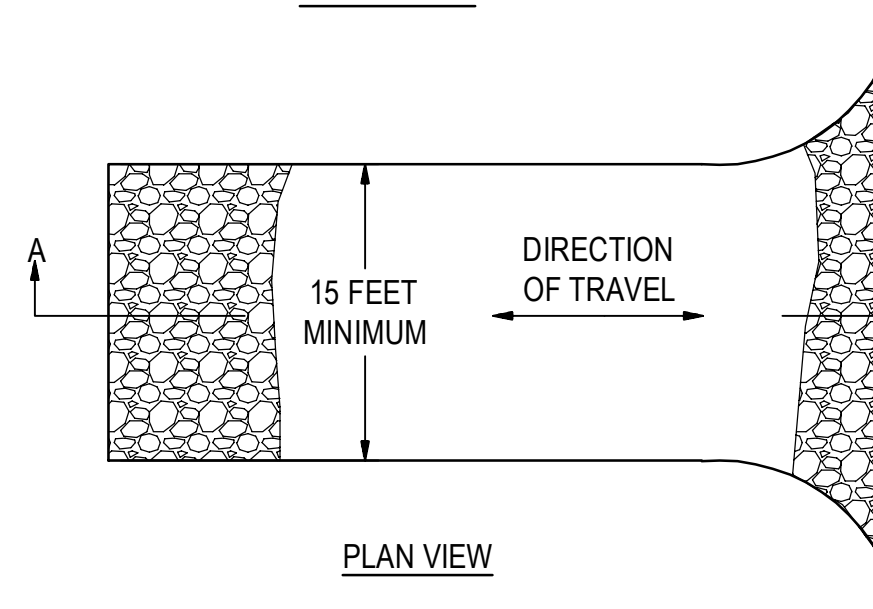 A
15 FEET
MINIMUM
DIRECTION
OF TRAVEL
PLAN VIEW